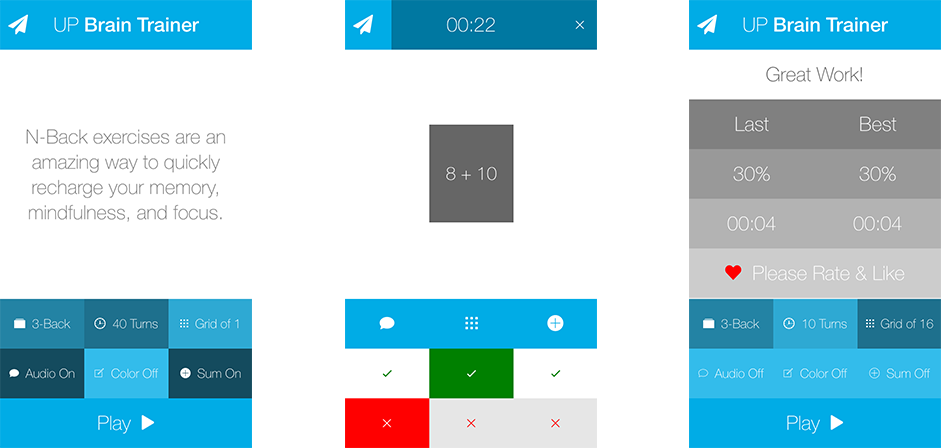 UP Brain Trainer
N-Back exercises are an
amazing way to quickly
recharge your memory,
mindfulness, and focus.
3-Back
40 Turns
Grid of 1
Audio On
Color Off
Sum On
Play
00:22
8 + 10
UP Brain Trainer
Great Work!
Last Best
30% 30%
00:04 00:04
Please Rate & Like
3-Back
10 Turns
Grid of 16
Audio Off
Color Off
Sum Off
Play